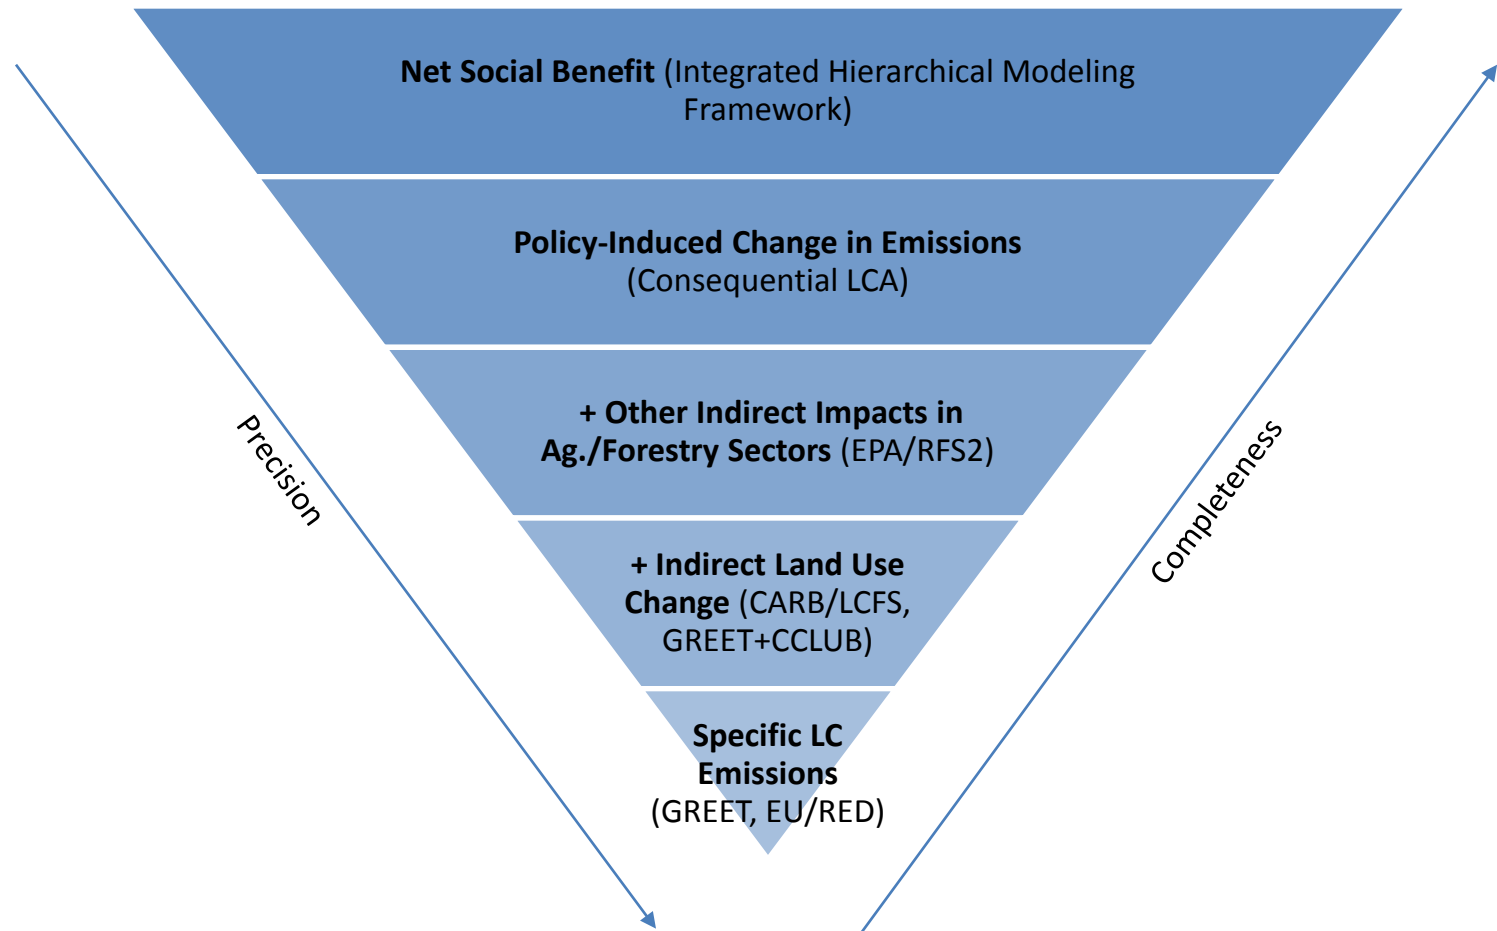 Net Social Benefit (Integrated Hierarchical Modeling
Framework)
Policy-Induced Change in Emissions
(Consequential LCA)
+ Other Indirect Impacts in
Ag./Forestry Sectors (EPA/RFS2)
Precision
Completeness
+ Indirect Land Use
Change (CARB/LCFS,
GREET+CCLUB)
Specific LC
Emissions
(GREET, EU/RED)